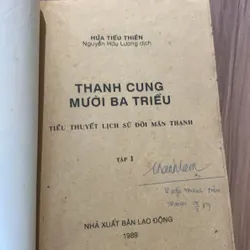 HỨA TIẾU THIÊN
Nguyễn Hữu Lương dịch
THANH CUNG
MƯỜI BA TRIỀU
TIỂU THUYẾT LỊCH SỬ ĐỜI MÃN THANH
TẬP 1
NHÀ XUẤT BẢN LAO ĐỘNG
1989